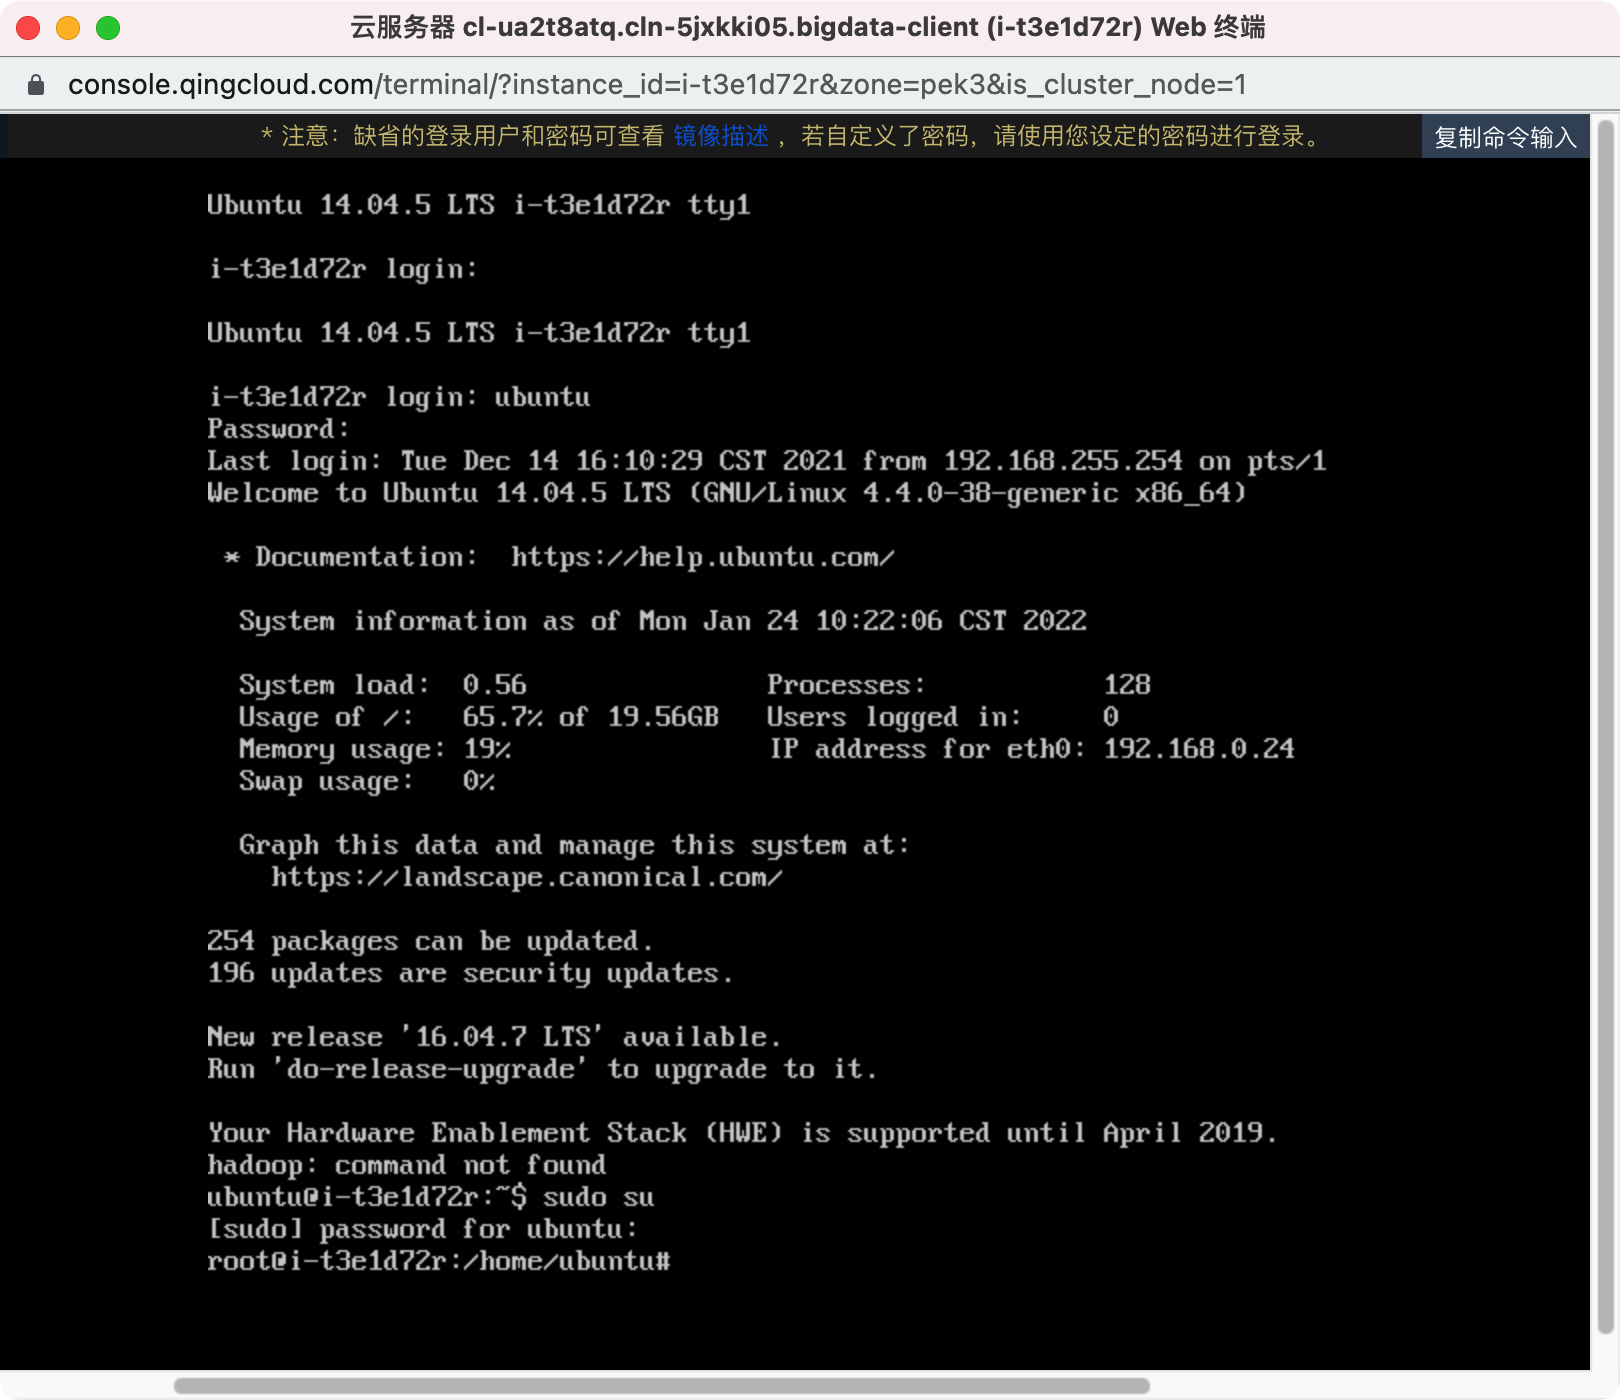 云服务器 cl-ua2t8atq.cln-5jxkki05.bigdata-client (i-t3e1d72r) Web 终端
console.qingcloud.com/terminal/?instance_id=i-t3e1d72r&zone=pek3&is_cluster_node=1
* 注意：缺省的登录用户和密码可查看 镜像描述 ，若自定义了密码，请使用您设定的密码进行登录。
复制命令输入
Ubuntu 14.04.5 LTS i-t3e1d72r tty1
i-t3e1d72r login:
Ubuntu 14.04.5 LTS i-t3e1d72r tty1
i-t3e1d72r login: ubuntu
Password:
Last login: Tue Dec 14 16:10:29 CST 2021 from 192.168.255.254 on pts/1
Welcome to Ubuntu 14.04.5 LTS (GNU/Linux 4.4.0-38-generic x86_64)
* Documentation:  https://help.ubuntu.com/
System information as of Mon Jan 24 10:22:06 CST 2022
System load:  0.56               Processes:           128
Usage of /:   65.7% of 19.56GB   Users logged in:     0
Memory usage: 19%                IP address for eth0: 192.168.0.24
Swap usage:   0%
Graph this data and manage this system at:
https://landscape.canonical.com/
254 packages can be updated.
196 updates are security updates.
New release '16.04.7 LTS' available.
Run 'do-release-upgrade' to upgrade to it.
Your Hardware Enablement Stack (HWE) is supported until April 2019.
hadoop: command not found
ubuntu@i-t3e1d72r:~$ sudo su
[sudo] password for ubuntu:
root@i-t3e1d72r:/home/ubuntu#